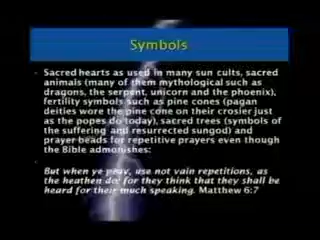 Symbols
- Sacred hearts as used in many sun cults, sacred
animals (many of them mythological such as
dragons, the serpent, unicorn and the phoenix),
fertility symbols such as pine cones (pagan
deities wore the pine cone on their crosier just
as the popes do today), sacred trees (symbols of
the suffering and resurrected sungod) and
prayer beads for repetitive prayers even though
the Bible admonishes:
-
But when ye pray, use not vain repetitions, as
the heathen do: for they think that they shall be
heard for their much speaking. Matthew 6:7